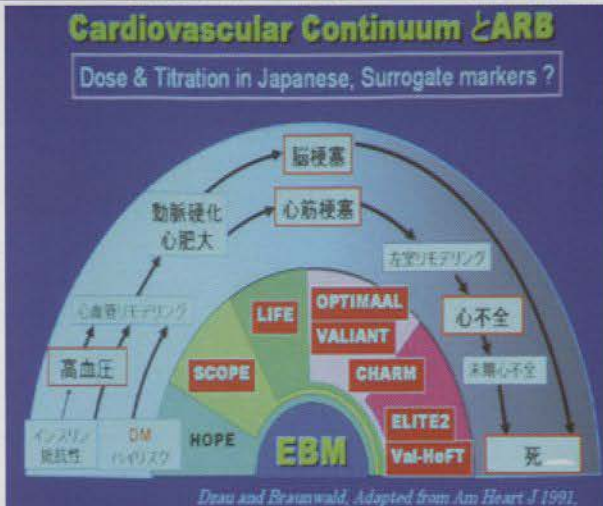 Cardiovascular Continuum とARB
Dose & Titration in Japanese, Surrogate markers ?
脳梗塞
動脈硬化
心肥大
心筋梗塞
左室リモデリング
心血管リモデリング
心不全
高血圧
末期心不全
インスリン
抵抗性
DM
ハイリスク
死
HOPE
SCOPE
LIFE
OPTIMAAL
VALIANT
CHARM
ELITE2
Val-HeFT
EBM
Dzau and Braunwald, Adapted from Am Heart J 1991.